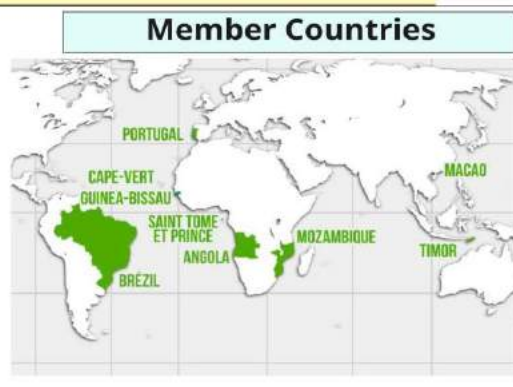 Member Countries
PORTUGAL
CAPE-VERT
GUINEA-BISSAU
SAINT TOME
ET PRINCE
ANGOLA
MOZAMBIQUE
MACAO
TIMOR
BRÉZIL